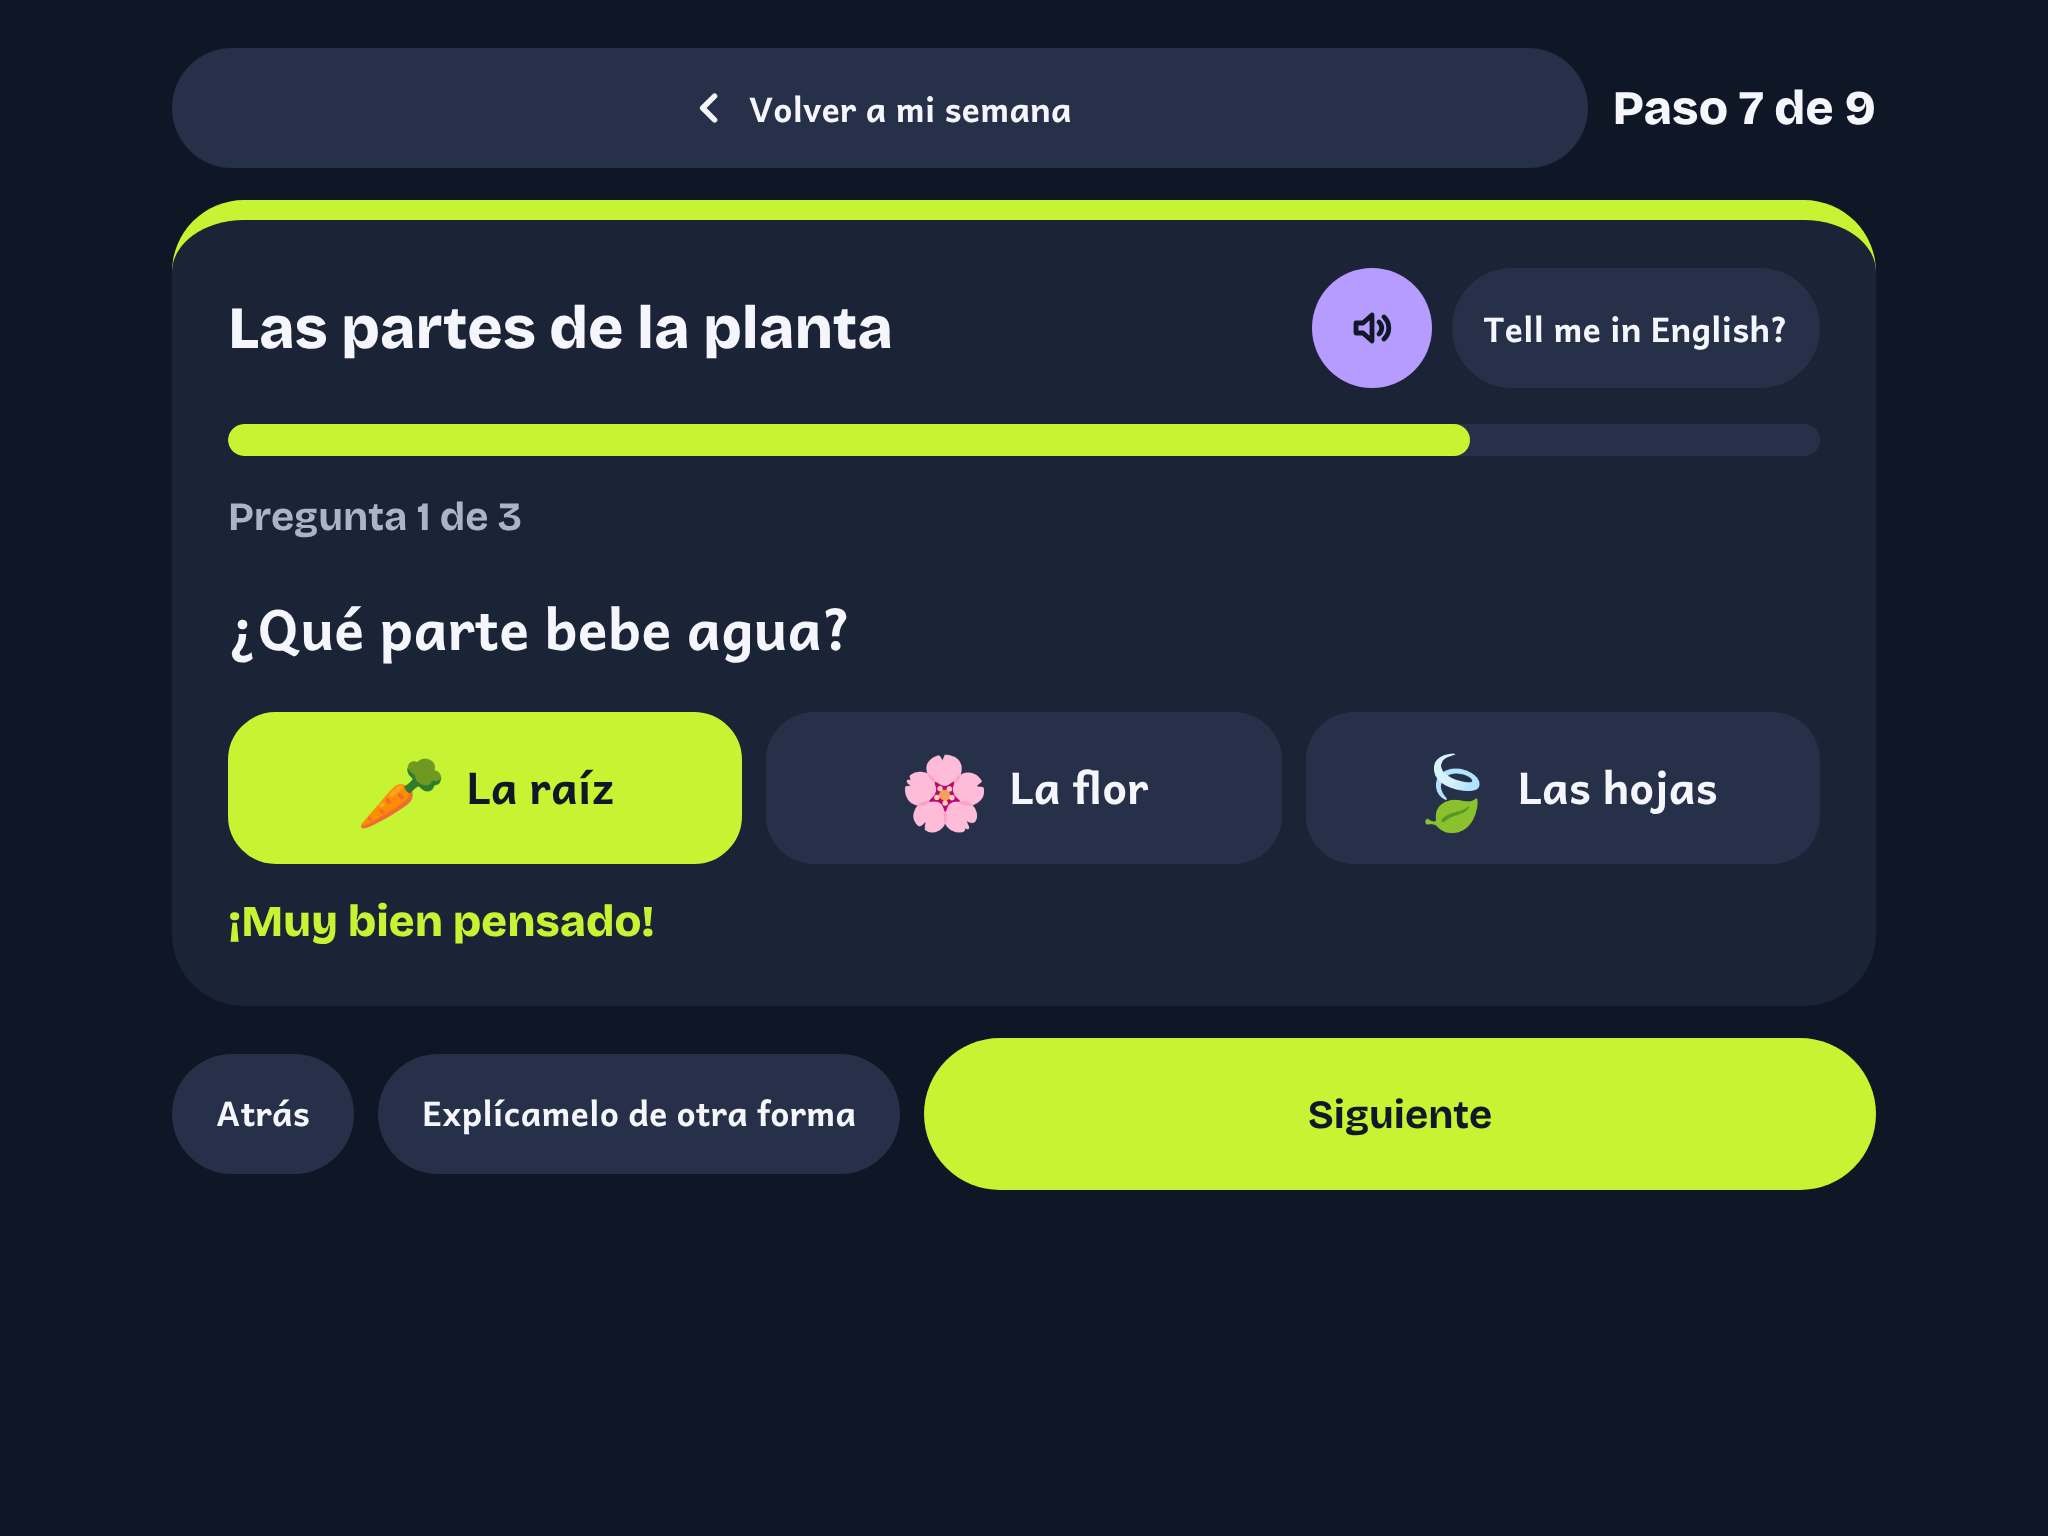 Volver a mi semana
Paso 7 de 9
Las partes de la planta
Tell me in English?
Pregunta 1 de 3
¿Qué parte bebe agua?
La raíz
La flor
Las hojas
¡Muy bien pensado!
Atrás
Explícamelo de otra forma
Siguiente